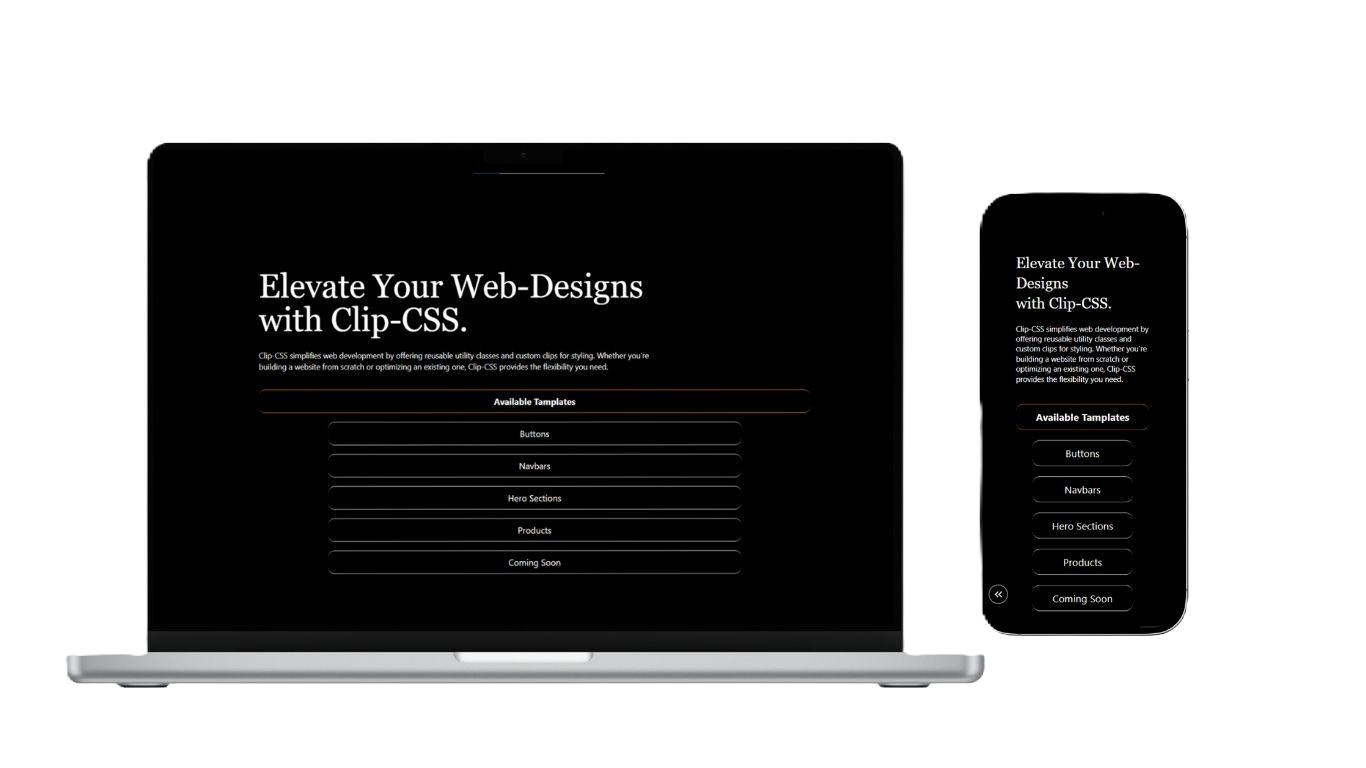 Elevate Your Web-Designs
with Clip-CSS.
Clip-CSS simplifies web development by offering reusable utility classes and custom clips for styling. Whether you're
building a website from scratch or optimizing an existing one, Clip-CSS provides the flexibility you need.
Available Tamplates
Buttons
Navbars
Hero Sections
Products
Coming Soon
Elevate Your Web-
Designs
with Clip-CSS.
Clip-CSS simplifies web development by
offering reusable utility classes and
custom clips for styling. Whether you're
building a website from scratch or
optimizing an existing one, Clip-CSS
provides the flexibility you need.
Available Tamplates
Buttons
Navbars
Hero Sections
Products
Coming Soon